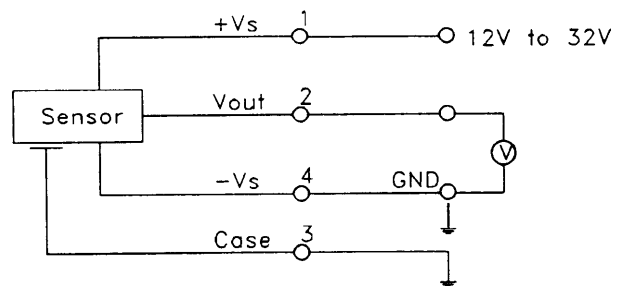 +Vs 1 12V to 32V
Sensor Vout 2
V
-Vs 4 GND
Case 3